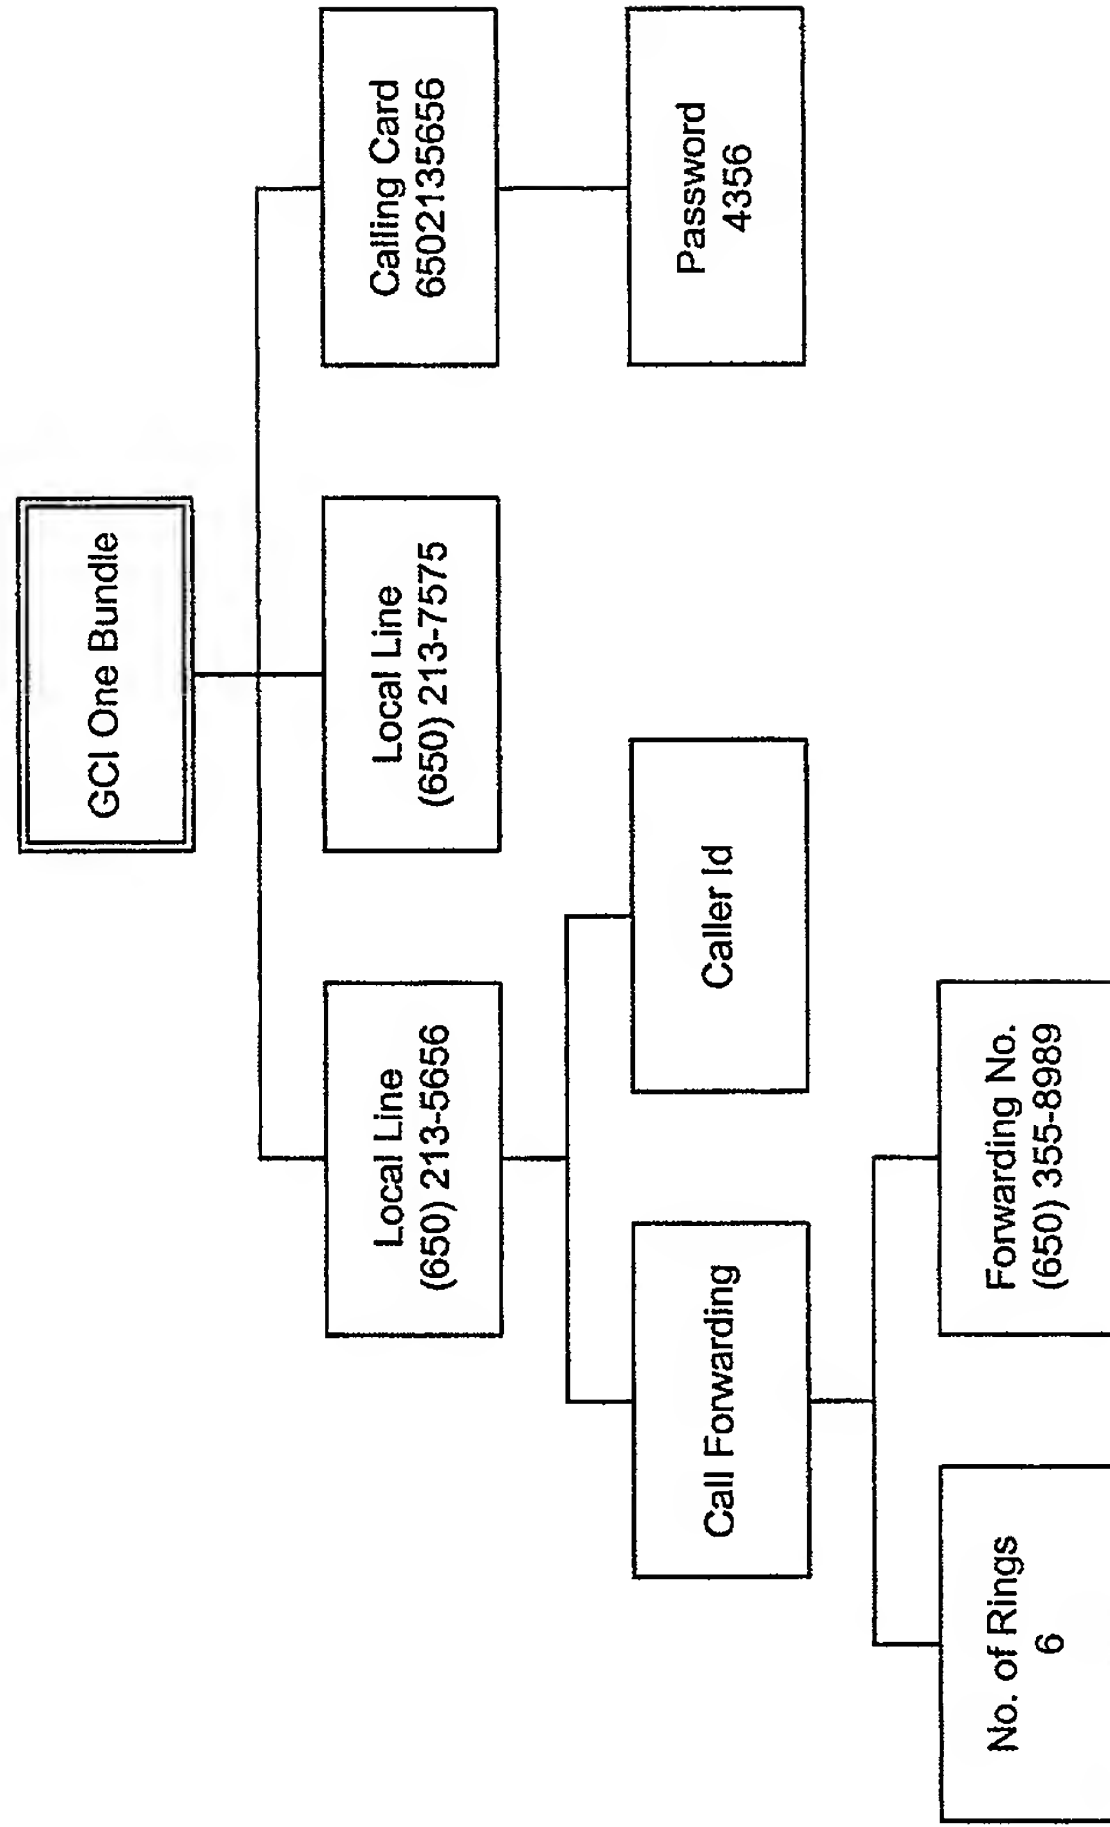 GCI One Bundle
Local Line
(650) 213-5656
Local Line
(650) 213-7575
Calling Card
6502135656
Call Forwarding
Caller Id
Password
4356
No. of Rings
6
Forwarding No.
(650) 355-8989